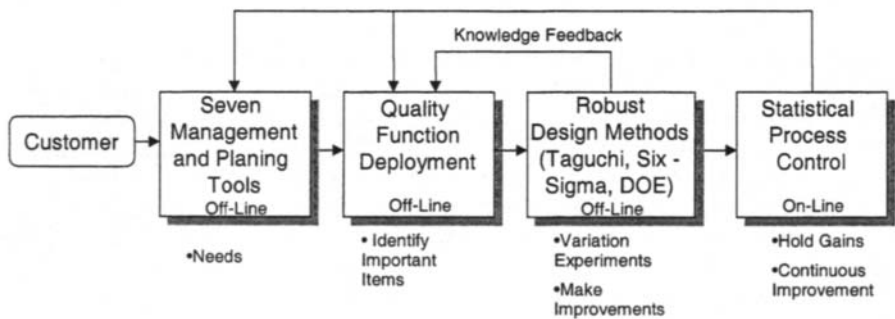 Knowledge Feedback
Customer
Seven
Management
and Planing
Tools
Off-Line
Quality
Function
Deployment
Off-Line
Robust
Design Methods
(Taguchi, Six -
Sigma, DOE)
Off-Line
Statistical
Process
Control
On-Line
•Needs
• Identify
Important
Items
•Variation
Experiments
•Make
Improvements
•Hold Gains
•Continuous
Improvement